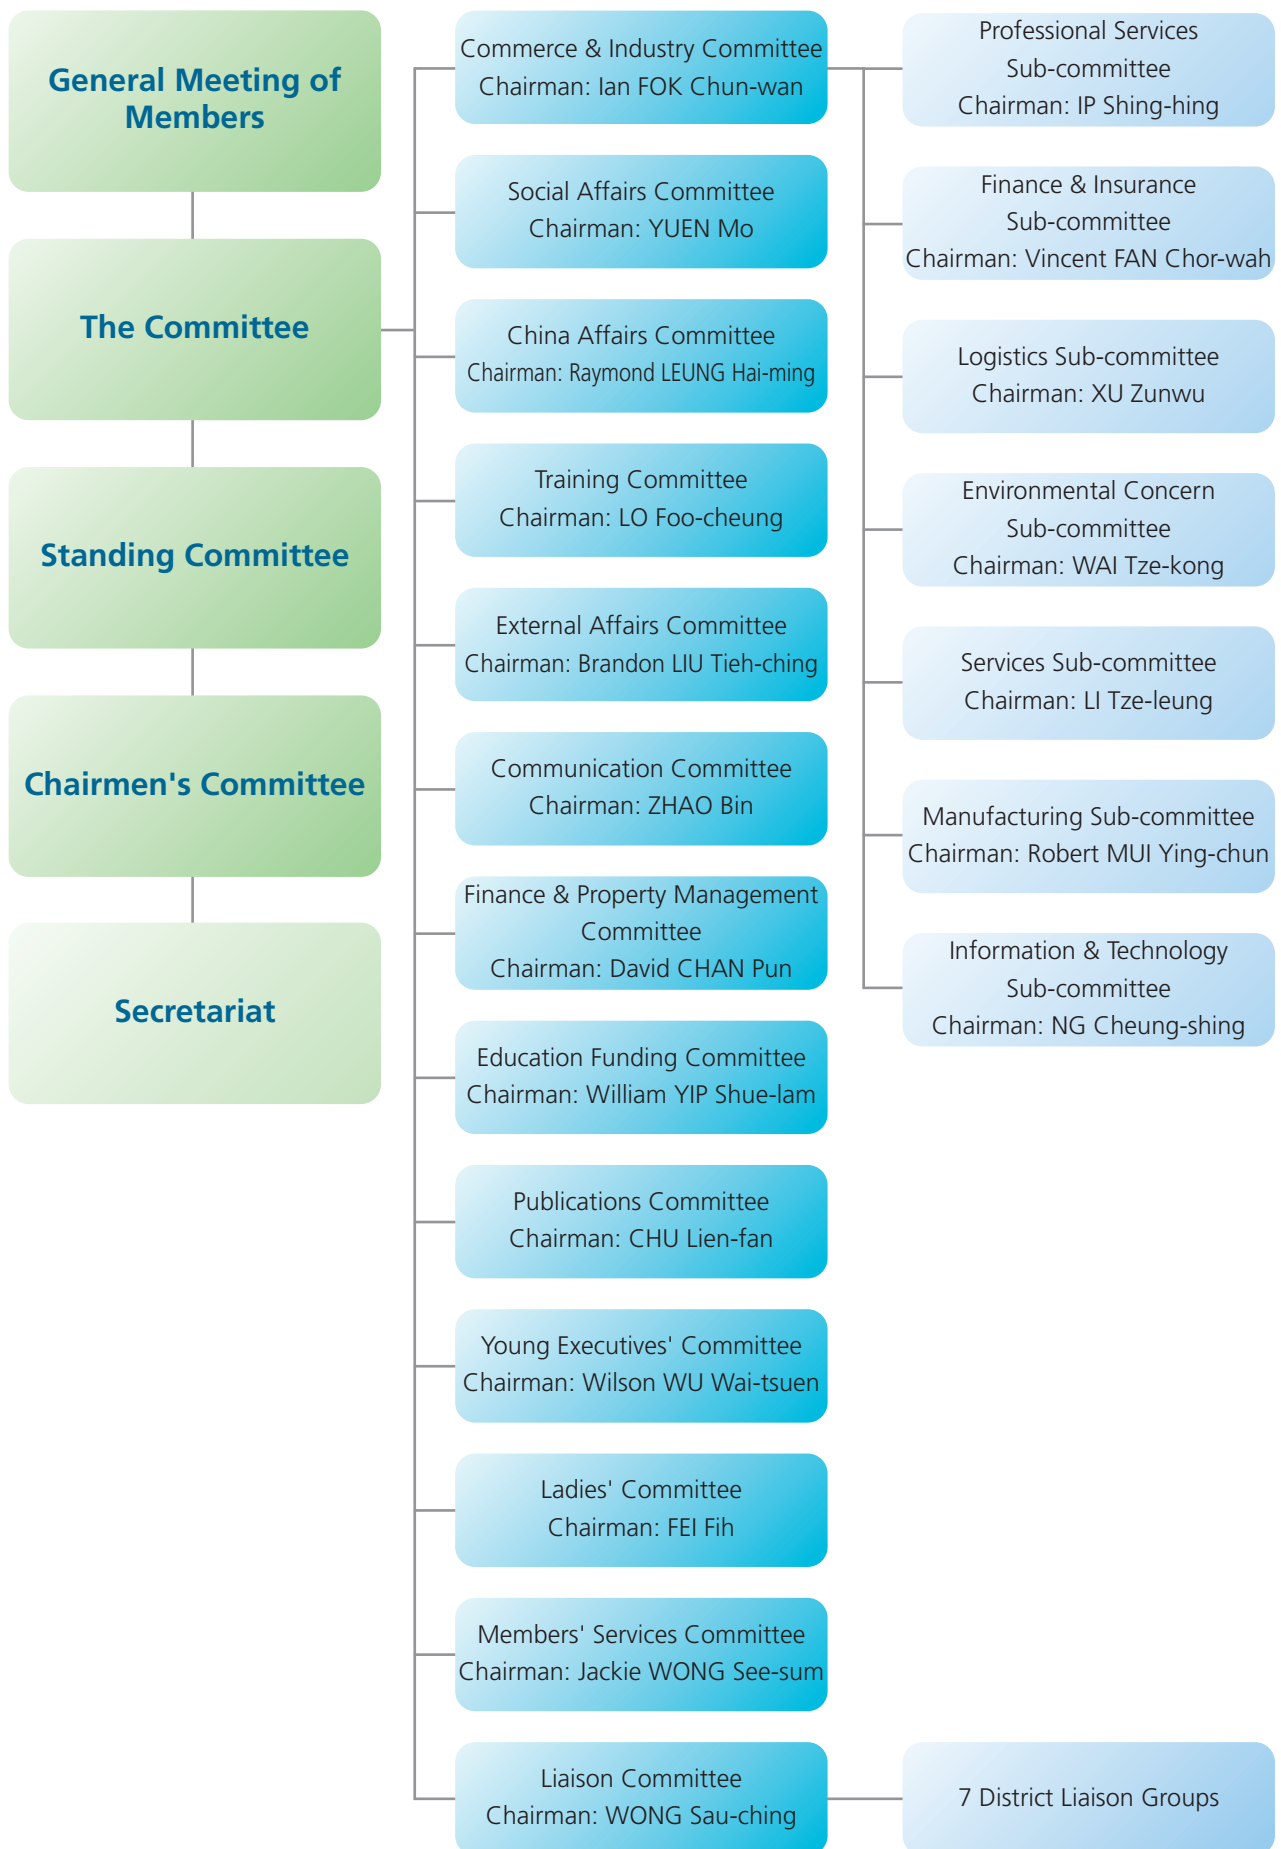 General Meeting of
Members
The Committee
Standing Committee
Chairmen's Committee
Secretariat
Commerce & Industry Committee
Chairman: Ian FOK Chun-wan
Social Affairs Committee
Chairman: YUEN Mo
China Affairs Committee
Chairman: Raymond LEUNG Hai-ming
Training Committee
Chairman: LO Foo-cheung
External Affairs Committee
Chairman: Brandon LIU Tieh-ching
Communication Committee
Chairman: ZHAO Bin
Finance & Property Management
Committee
Chairman: David CHAN Pun
Education Funding Committee
Chairman: William YIP Shue-lam
Publications Committee
Chairman: CHU Lien-fan
Young Executives' Committee
Chairman: Wilson WU Wai-tsuen
Ladies' Committee
Chairman: FEI Fih
Members' Services Committee
Chairman: Jackie WONG See-sum
Liaison Committee
Chairman: WONG Sau-ching
Professional Services
Sub-committee
Chairman: IP Shing-hing
Finance & Insurance
Sub-committee
Chairman: Vincent FAN Chor-wah
Logistics Sub-committee
Chairman: XU Zunwu
Environmental Concern
Sub-committee
Chairman: WAI Tze-kong
Services Sub-committee
Chairman: LI Tze-leung
Manufacturing Sub-committee
Chairman: Robert MUI Ying-chun
Information & Technology
Sub-committee
Chairman: NG Cheung-shing
7 District Liaison Groups